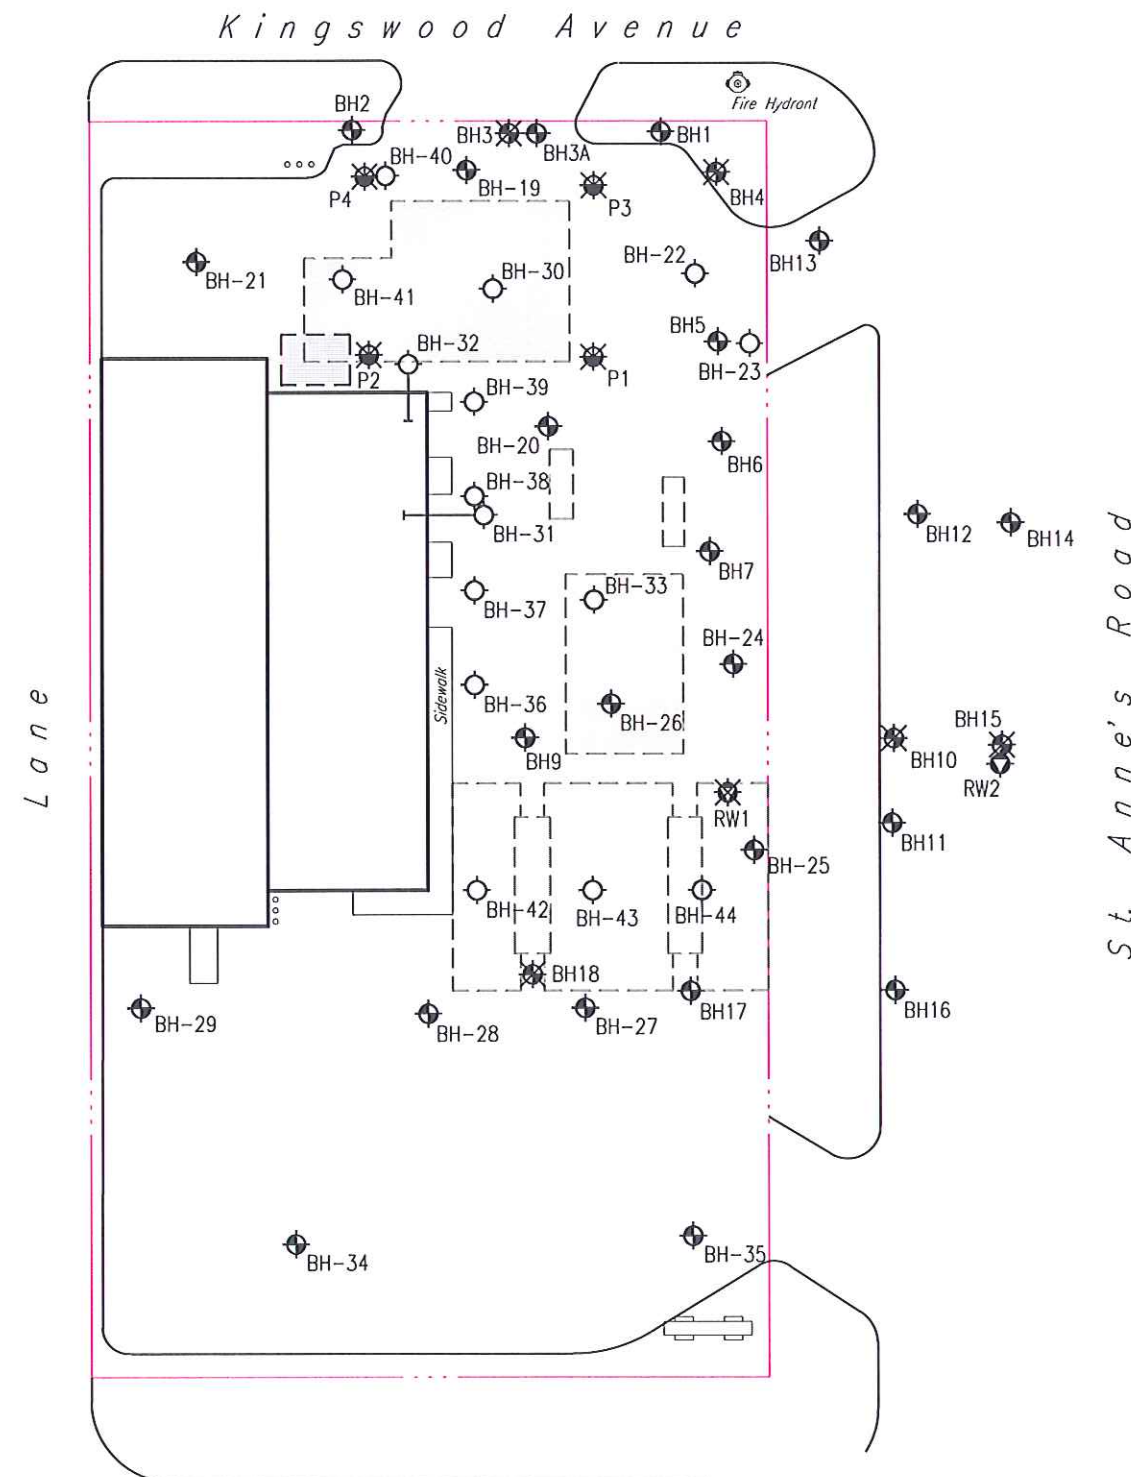 Kingswood Avenue
Fire Hydront
BH2
BH3
BH3A
BH1
BH-40
P4
BH-19
P3
BH4
BH13
BH-21
BH-41
BH-30
BH-22
BH5
BH-23
BH-32
P2
P1
BH-39
BH-20
BH6
BH-38
BH-31
BH12
BH14
BH7
BH-37
BH-33
BH-24
Lane
Sidewalk
BH-36
BH-26
BH9
BH10
BH15
RW2
St. Anne's Road
RW1
BH11
BH-25
BH-42
BH-43
BH-44
BH18
BH-29
BH-28
BH-27
BH17
BH16
BH-34
BH-35